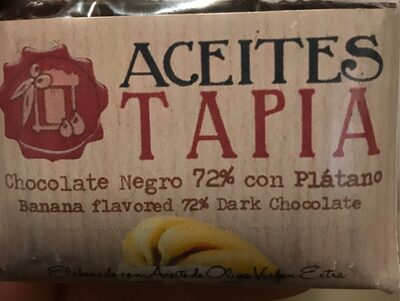 ACEITES
TAPIA
Chocolate Negro 72% con Plátano
Banana flavored 72% Dark Chocolate
Elaborado con Aceite de Oliva Virgen Extra